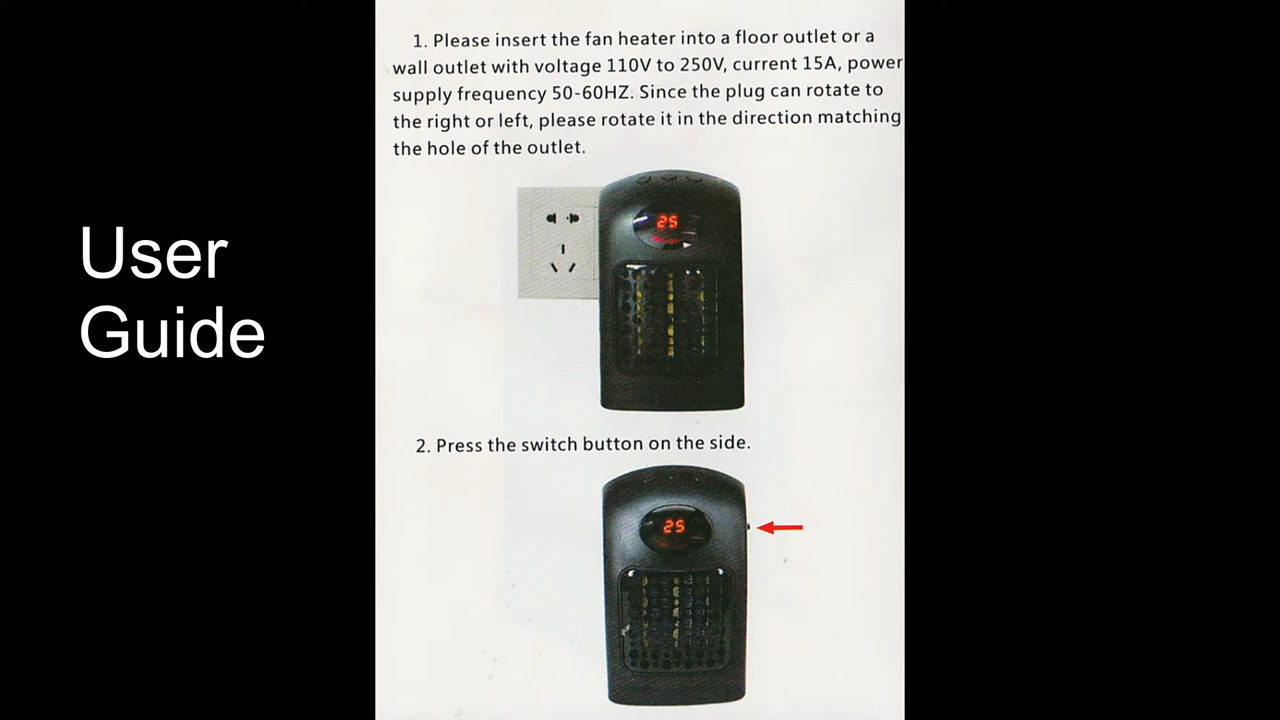 User
Guide
1. Please insert the fan heater into a floor outlet or a
wall outlet with voltage 110V to 250V, current 15A, power
supply frequency 50-60HZ. Since the plug can rotate to
the right or left, please rotate it in the direction matching
the hole of the outlet.
25
2. Press the switch button on the side.
25